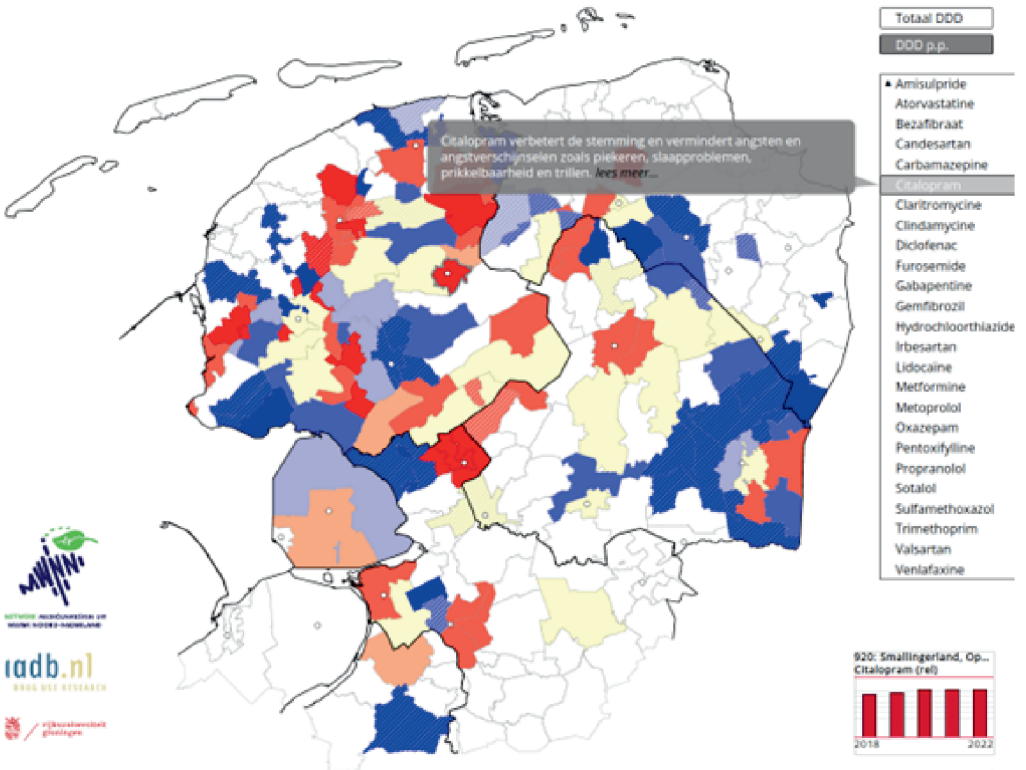 Totaal DDD
DDD p.p.
Amisulpride
Atorvastatine
Bezafibraat
Candesartan
Carbamazepine
Citalopram
Claritromycine
Clindamycine
Diclofenac
Furosemide
Gabapentine
Gemfibrozil
Hydrochloorthiazide
Irbesartan
Lidocaine
Metformine
Metoprolol
Oxazepam
Pentoxifylline
Propranolol
Sotalol
Sulfamethoxazol
Trimethoprim
Valsartan
Venlafaxine
Citalopram verbetert de stemming en vermindert angsten en
angstverschijnselen zoals piekeren, slaapproblemen,
prikkelbaarheid en trillen. lees meer...
1
iadb.nl
DRUG USE RESEARCH
rijksuniversiteit
groningen
920: Smallingerland, Op...
Citalopram (rel)
2018 2022